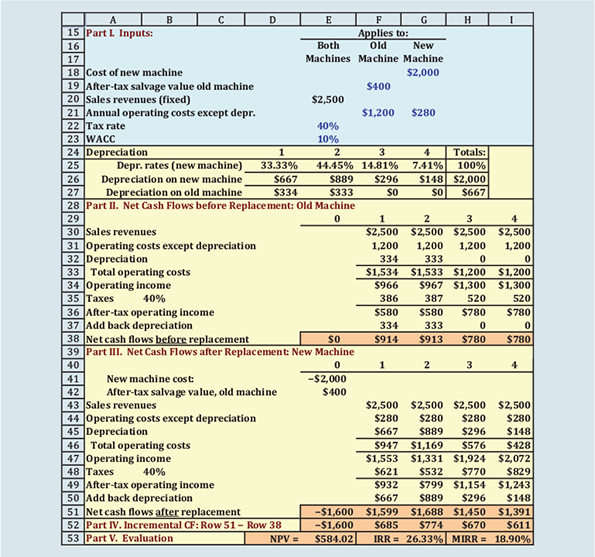 A B C D E F G H I
15 Part I. Inputs: Applies to:
16 Both Old New
17 Machines Machine Machine
18 Cost of new machine $2,000
19 After-tax salvage value old machine $400
20 Sales revenues (fixed) $2,500
21 Annual operating costs except depr. $1,200 $280
22 Tax rate 40%
23 WACC 10%
24 Depreciation 1 2 3 4 Totals:
25 Depr. rates (new machine) 33.33% 44.45% 14.81% 7.41% 100%
26 Depreciation on new machine $667 $889 $296 $148 $2,000
27 Depreciation on old machine $334 $333 $0 $0 $667
28 Part II. Net Cash Flows before Replacement: Old Machine
29 0 1 2 3 4
30 Sales revenues $2,500 $2,500 $2,500 $2,500
31 Operating costs except depreciation 1,200 1,200 1,200 1,200
32 Depreciation 334 333 0 0
33 Total operating costs $1,534 $1,533 $1,200 $1,200
34 Operating income $966 $967 $1,300 $1,300
35 Taxes 40% 386 387 520 520
36 After-tax operating income $580 $580 $780 $780
37 Add back depreciation 334 333 0 0
38 Net cash flows before replacement $0 $914 $913 $780 $780
39 Part III. Net Cash Flows after Replacement: New Machine
40 0 1 2 3 4
41 New machine cost: −$2,000
42 After-tax salvage value, old machine $400
43 Sales revenues $2,500 $2,500 $2,500 $2,500
44 Operating costs except depreciation $280 $280 $280 $280
45 Depreciation $667 $889 $296 $148
46 Total operating costs $947 $1,169 $576 $428
47 Operating income $1,553 $1,331 $1,924 $2,072
48 Taxes 40% $621 $532 $770 $829
49 After-tax operating income $932 $799 $1,154 $1,243
50 Add back depreciation $667 $889 $296 $148
51 Net cash flows after replacement −$1,600 $1,599 $1,688 $1,450 $1,391
52 Part IV. Incremental CF: Row 51 − Row 38 −$1,600 $685 $774 $670 $611
53 Part V. Evaluation NPV = $584.02 IRR = 26.33% MIRR = 18.90%